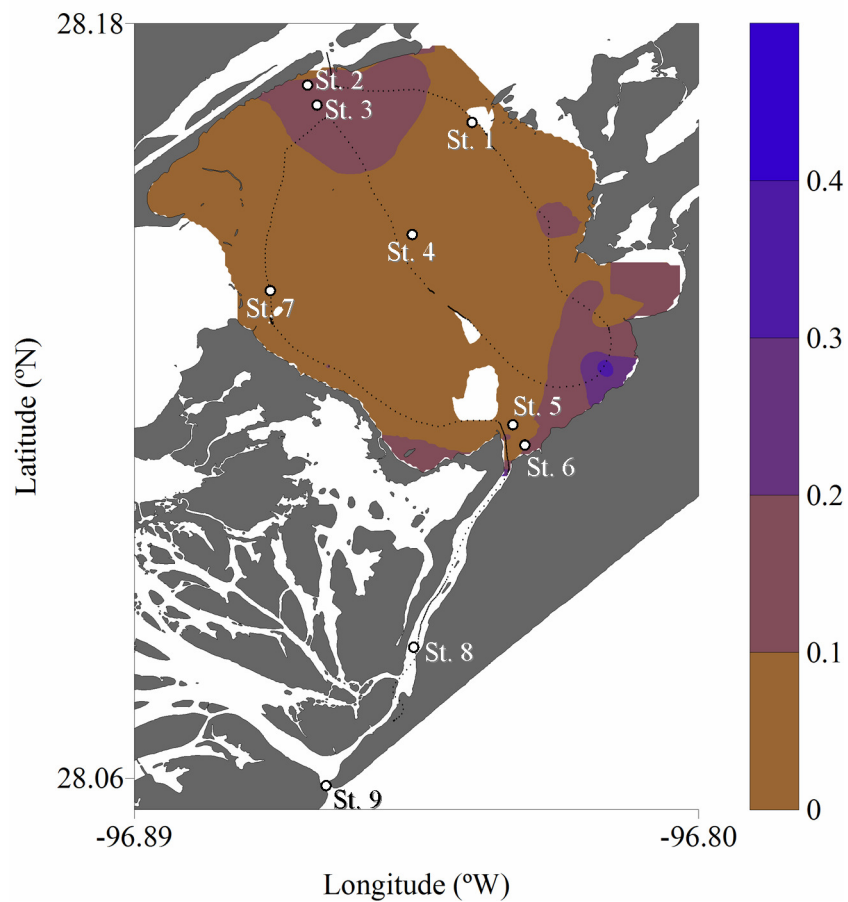 28.18
St. 2
St. 3
St. 1
0.4
St. 4
St. 7
0.3
Latitude (ºN)
St. 5
St. 6
0.2
St. 8
0.1
28.06
St. 9
0
-96.89
-96.80
Longitude (ºW)